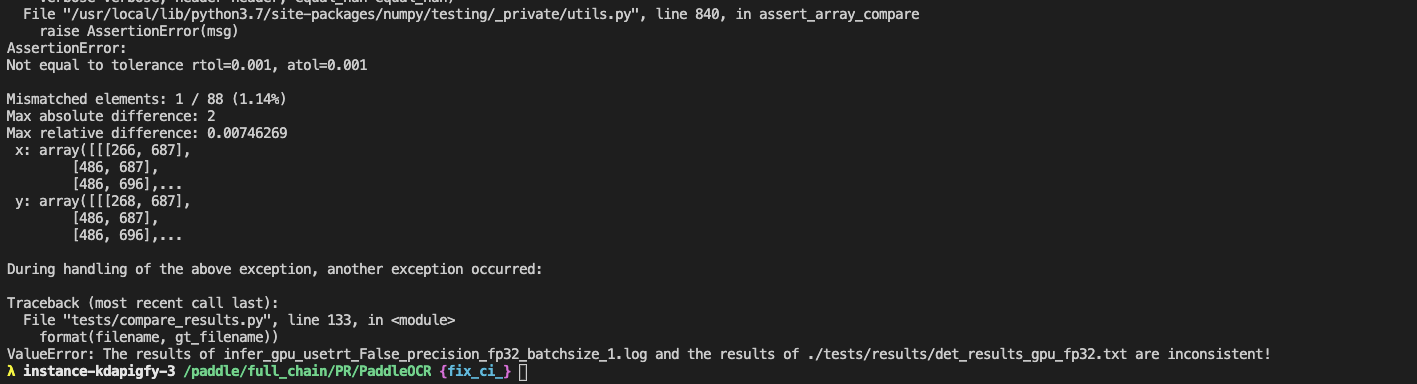 File "/usr/local/lib/python3.7/site-packages/numpy/testing/_private/utils.py", line 840, in assert_array_compare
raise AssertionError(msg)
AssertionError:
Not equal to tolerance rtol=0.001, atol=0.001
Mismatched elements: 1 / 88 (1.14%)
Max absolute difference: 2
Max relative difference: 0.00746269
x: array([[[266, 687],
[486, 687],
[486, 696],...
y: array([[[268, 687],
[486, 687],
[486, 696],...
During handling of the above exception, another exception occurred:
Traceback (most recent call last):
File "tests/compare_results.py", line 133, in <module>
format(filename, gt_filename))
ValueError: The results of infer_gpu_usetrt_False_precision_fp32_batchsize_1.log and the results of ./tests/results/det_results_gpu_fp32.txt are inconsistent!
λ instance-kdapigfy-3 /paddle/full_chain/PR/PaddleOCR {fix_ci_}